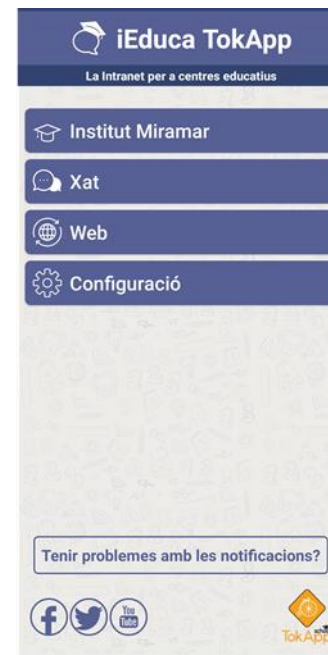 iEduca TokApp
La Intranet per a centres educatius
Institut Miramar
Xat
Web
Configuració
Tenir problemes amb les notificacions?
You
Tube
TokApp